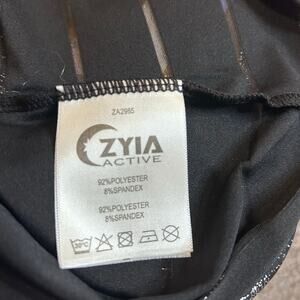 ZA2985
ZYIA
ACTIVE
92%POLYESTER
8%SPANDEX
92%POLYESTER
8%SPANDEX
30°C